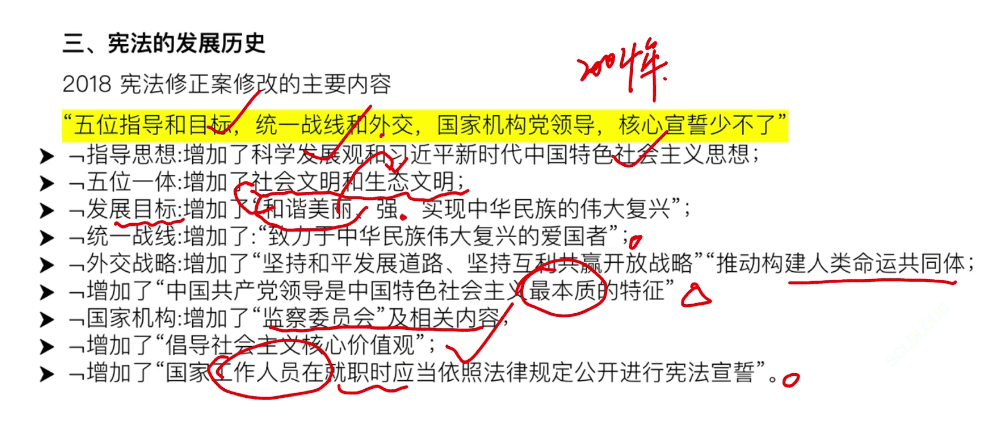 三、宪法的发展历史
2004年
2018 宪法修正案修改的主要内容
“五位指导和目标，统一战线和外交，国家机构党领导，核心宣誓少不了”
➤ ¬指导思想:增加了科学发展观和习近平新时代中国特色社会主义思想；
➤ ¬五位一体:增加了社会文明和生态文明；
➤ ¬发展目标:增加了“和谐美丽、强、实现中华民族的伟大复兴”；
➤ ¬统一战线:增加了:“致力于中华民族伟大复兴的爱国者”；
➤ ¬外交战略:增加了“坚持和平发展道路、坚持互利共赢开放战略”“推动构建人类命运共同体；
➤ ¬增加了“中国共产党领导是中国特色社会主义最本质的特征”
➤ ¬国家机构:增加了“监察委员会”及相关内容；
➤ ¬增加了“倡导社会主义核心价值观”；
➤ ¬增加了“国家工作人员在就职时应当依照法律规定公开进行宪法宣誓”。